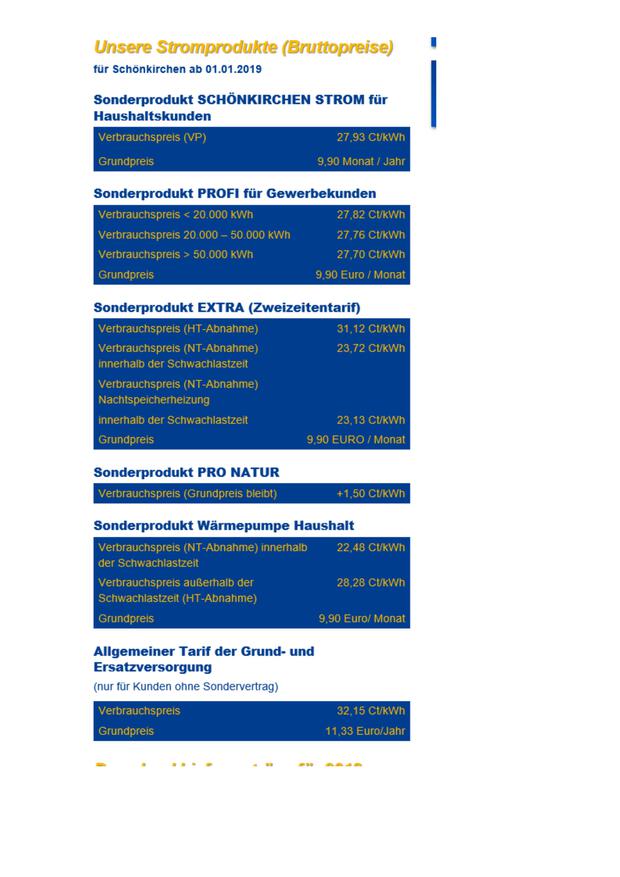 Unsere Stromprodukte (Bruttopreise)
für Schönkirchen ab 01.01.2019
Sonderprodukt SCHÖNKIRCHEN STROM für
Haushaltskunden
Verbrauchspreis (VP) 27,93 Ct/kWh
Grundpreis 9,90 Monat / Jahr
Sonderprodukt PROFI für Gewerbekunden
Verbrauchspreis < 20.000 kWh 27,82 Ct/kWh
Verbrauchspreis 20.000 – 50.000 kWh 27,76 Ct/kWh
Verbrauchspreis > 50.000 kWh 27,70 Ct/kWh
Grundpreis 9,90 Euro / Monat
Sonderprodukt EXTRA (Zweizeitentarif)
Verbrauchspreis (HT-Abnahme) 31,12 Ct/kWh
Verbrauchspreis (NT-Abnahme) 23,72 Ct/kWh
innerhalb der Schwachlastzeit
Verbrauchspreis (NT-Abnahme)
Nachtspeicherheizung
innerhalb der Schwachlastzeit 23,13 Ct/kWh
Grundpreis 9,90 EURO / Monat
Sonderprodukt PRO NATUR
Verbrauchspreis (Grundpreis bleibt) +1,50 Ct/kWh
Sonderprodukt Wärmepumpe Haushalt
Verbrauchspreis (NT-Abnahme) innerhalb 22,48 Ct/kWh
der Schwachlastzeit
Verbrauchspreis außerhalb der 28,28 Ct/kWh
Schwachlastzeit (HT-Abnahme)
Grundpreis 9,90 Euro/ Monat
Allgemeiner Tarif der Grund- und
Ersatzversorgung
(nur für Kunden ohne Sondervertrag)
Verbrauchspreis 32,15 Ct/kWh
Grundpreis 11,33 Euro/Jahr